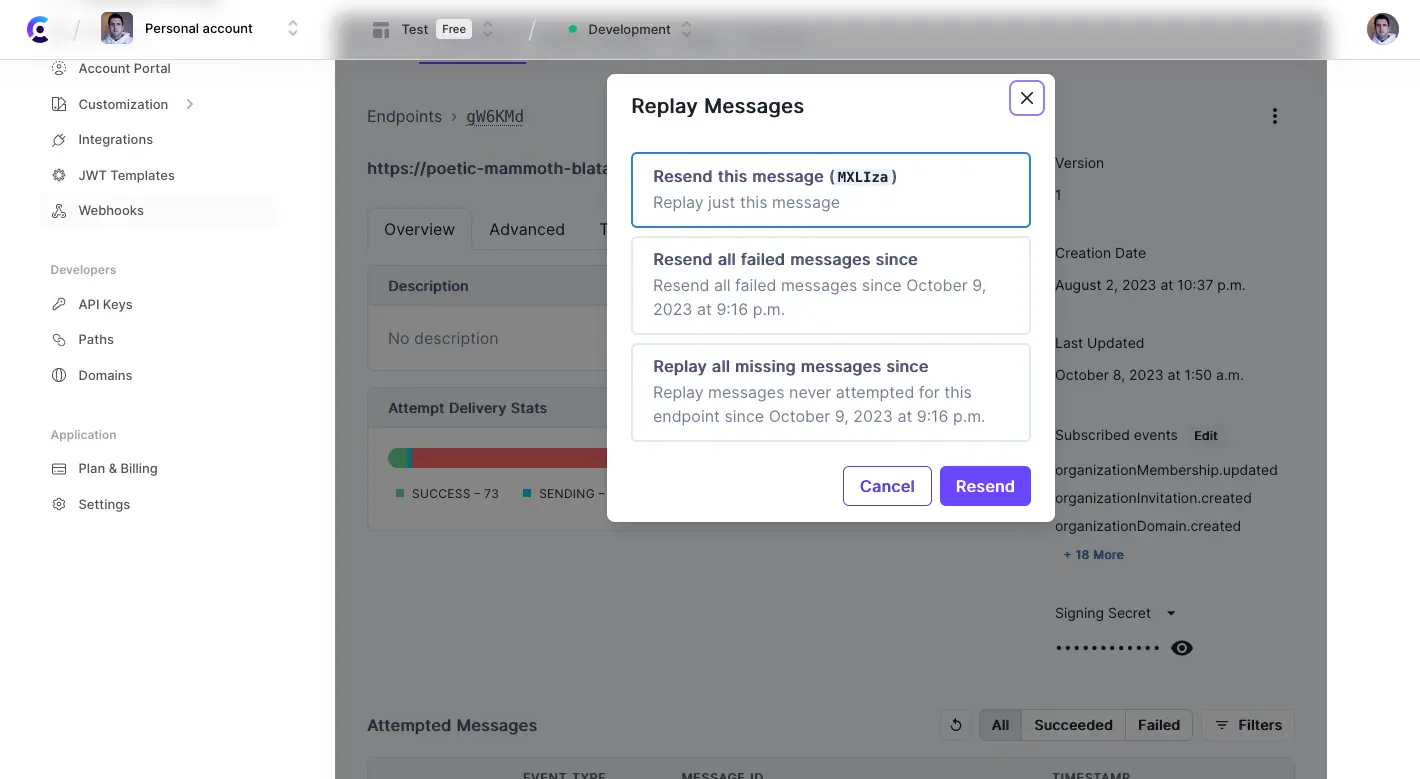 Personal account
Test Free
Development
Account Portal
Customization
Integrations
JWT Templates
Webhooks
Developers
API Keys
Paths
Domains
Application
Plan & Billing
Settings
Endpoints > gW6KMd
https://poetic-mammoth-blata
Overview Advanced T
Description
No description
Attempt Delivery Stats
SUCCESS – 73 SENDING –
Replay Messages
Resend this message (MXLIza)
Replay just this message
Resend all failed messages since
Resend all failed messages since October 9,
2023 at 9:16 p.m.
Replay all missing messages since
Replay messages never attempted for this
endpoint since October 9, 2023 at 9:16 p.m.
Cancel Resend
Version
1
Creation Date
August 2, 2023 at 10:37 p.m.
Last Updated
October 8, 2023 at 1:50 a.m.
Subscribed events Edit
organizationMembership.updated
organizationInvitation.created
organizationDomain.created
+ 18 More
Signing Secret
••••••••••••
Attempted Messages
All Succeeded Failed Filters
EVENT TYPE MESSAGE ID TIMESTAMP